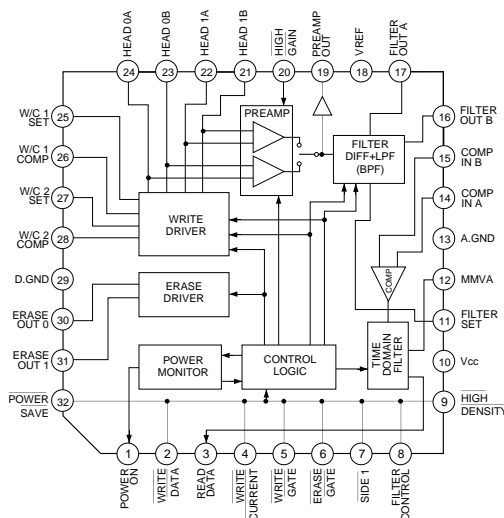 HEAD 0A
HEAD 0B
HEAD 1A
HEAD 1B
HIGH
GAIN
PREAMP
OUT
VREF
FILTER
OUT A
24
23
22
21
20
19
18
17
W/C 1
SET
25
W/C 1
COMP
26
W/C 2
SET
27
W/C 2
COMP
28
D.GND
29
ERASE
OUT 0
30
ERASE
OUT 1
31
POWER
SAVE
32
PREAMP
FILTER
DIFF+LPF
(BPF)
WRITE
DRIVER
ERASE
DRIVER
POWER
MONITOR
CONTROL
LOGIC
COMP
TIME
DOMAIN
FILTER
16
FILTER
OUT B
15
COMP
IN B
14
COMP
IN A
13
A.GND
12
MMVA
11
FILTER
SET
10
Vcc
9
HIGH
DENSITY
1
2
3
4
5
6
7
8
POWER
ON
WRITE
DATA
READ
DATA
WRITE
CURRENT
WRITE
GATE
ERASE
GATE
SIDE 1
FILTER
CONTROL